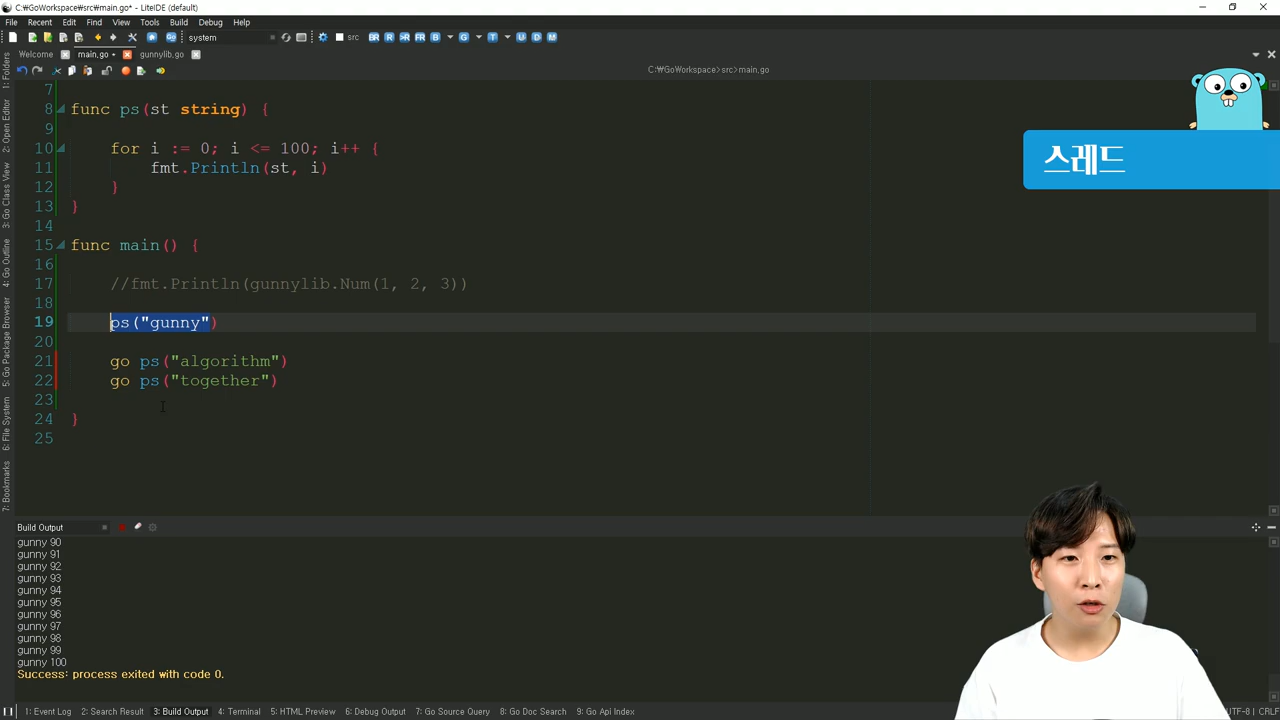 C:₩GoWorkspace₩src₩main.go* - LiteIDE (default)
File Recent Edit Find View Tools Build Debug Help
system src BR R >R FR B G T U D M
Welcome main.go • gunnylib.go
C:₩GoWorkspace₩src₩main.go
7
8 func ps(st string) {
9
10 for i := 0; i <= 100; i++ {
11 fmt.Println(st, i)
12 }
13 }
14
15 func main() {
16
17 //fmt.Println(gunnylib.Num(1, 2, 3))
18
19 ps("gunny")
20
21 go ps("algorithm")
22 go ps("together")
23
24 }
25
스레드
1: Folders
2: Open Editor
3: Go Class View
4: Go Outline
5: Go Package Browser
6: File System
7: Bookmarks
Build Output
gunny 90
gunny 91
gunny 92
gunny 93
gunny 94
gunny 95
gunny 96
gunny 97
gunny 98
gunny 99
gunny 100
Success: process exited with code 0.
1: Event Log 2: Search Result 3: Build Output 4: Terminal 5: HTML Preview 6: Debug Output 7: Go Source Query 8: Go Doc Search 9: Go Api Index UTF-8 CRLF